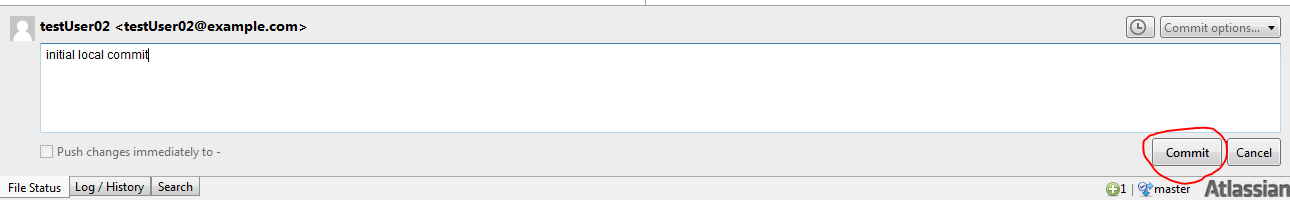 testUser02 <testUser02@example.com>
Commit options...
initial local commit
Push changes immediately to -
Commit
Cancel
File Status
Log / History
Search
1
master
Atlassian